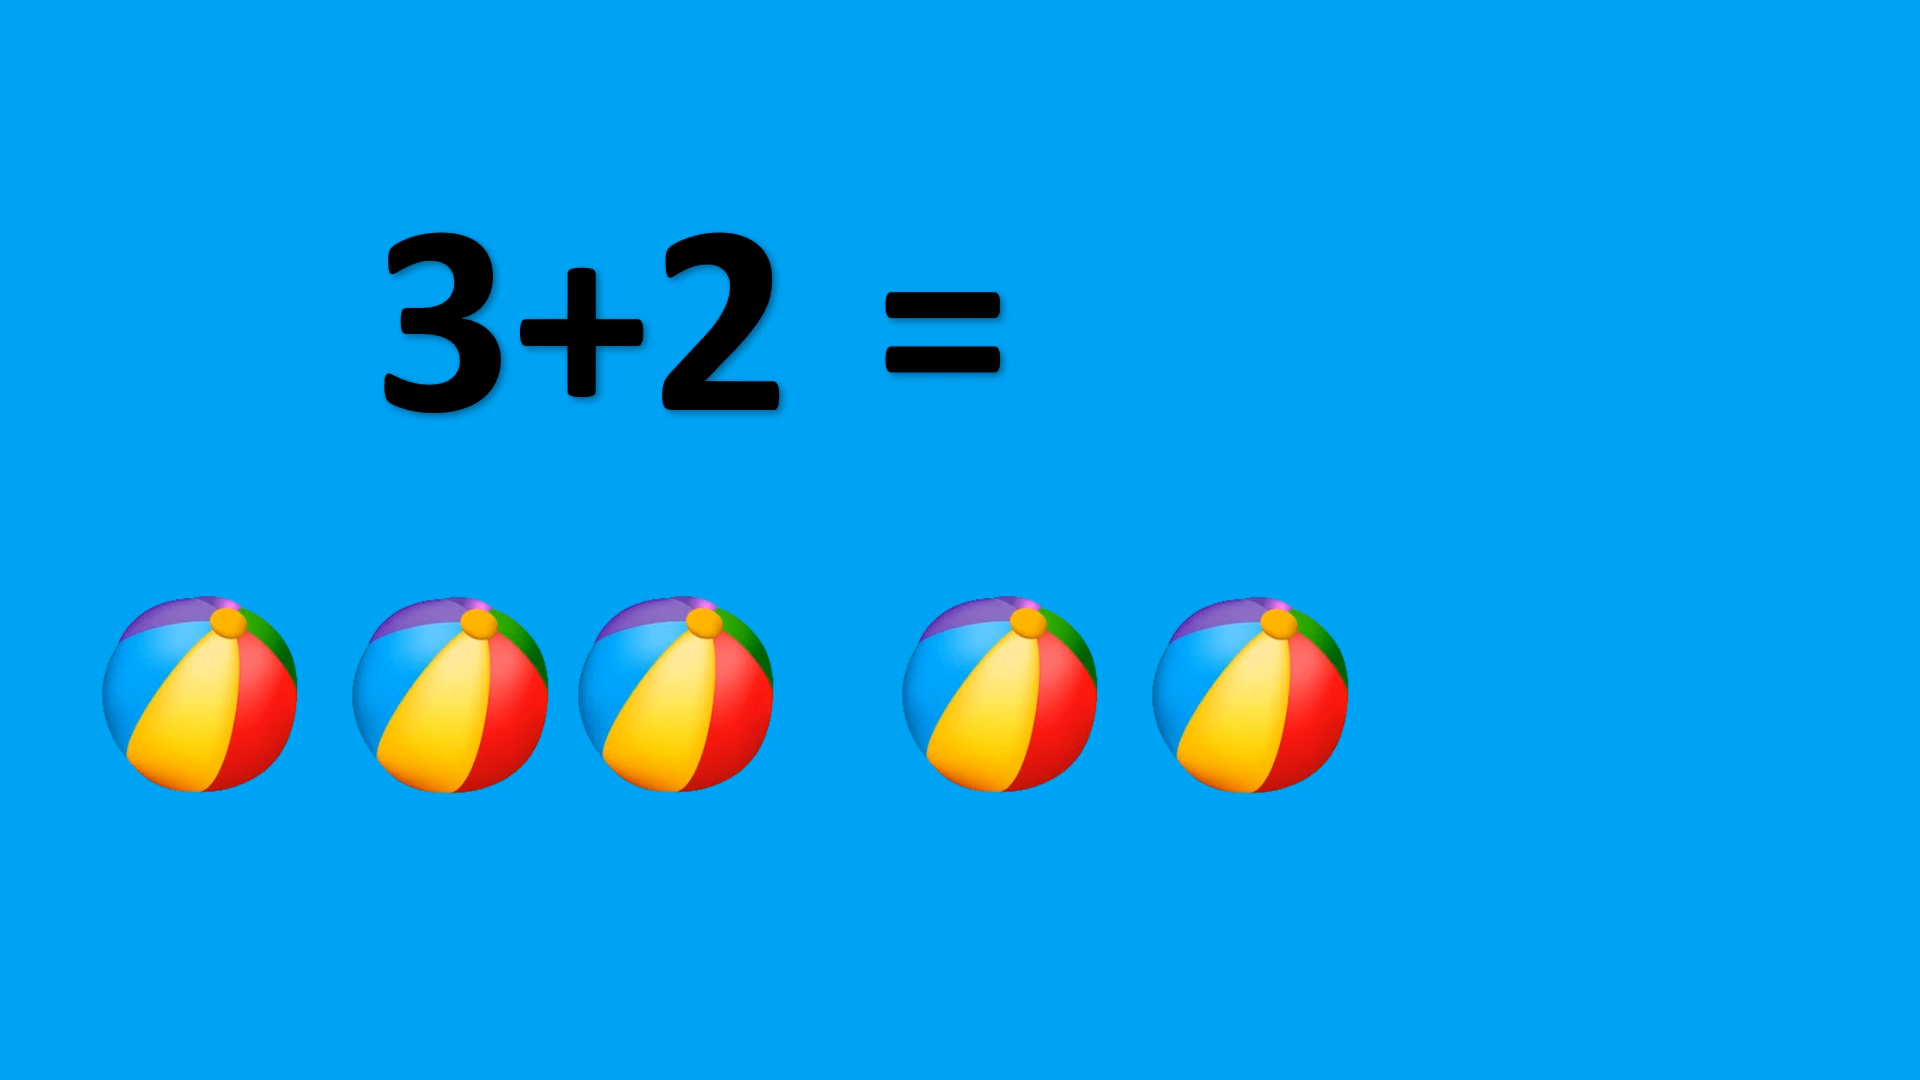 3+2 =